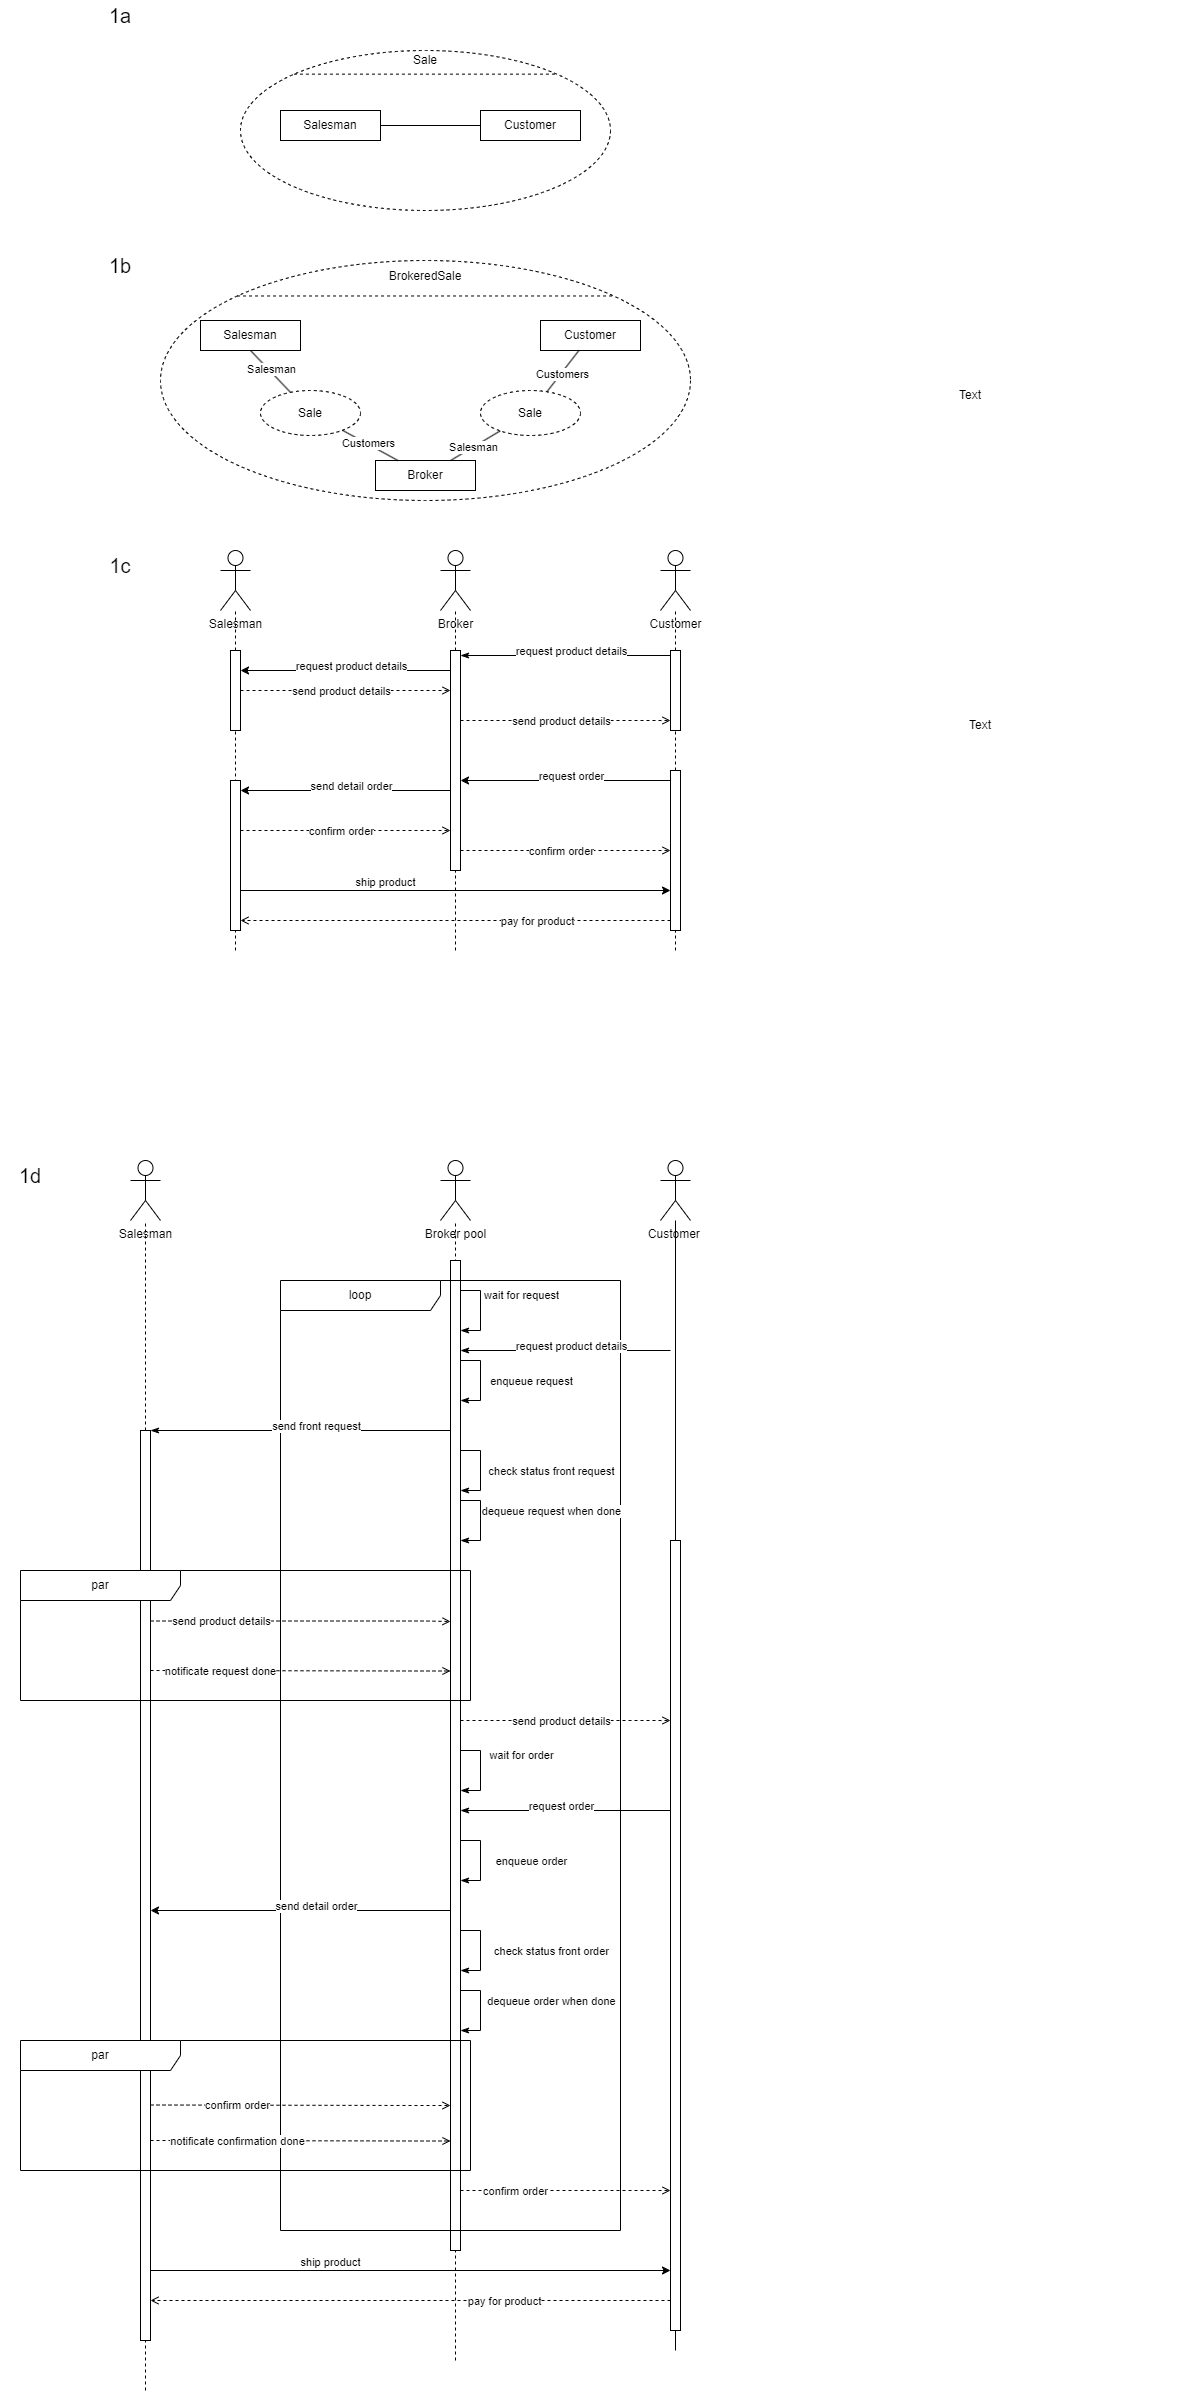 1a
Sale
Salesman
Customer
1b
BrokeredSale
Salesman
Customer
Salesman
Customers
Text
Sale
Sale
Customers
Salesman
Broker
1c
Salesman
Broker
Customer
request product details
request product details
send product details
send product details
Text
request order
send detail order
confirm order
confirm order
ship product
pay for product
1d
Salesman
Broker pool
Customer
loop
wait for request
request product details
enqueue request
send front request
check status front request
dequeue request when done
par
send product details
notificate request done
send product details
wait for order
request order
enqueue order
send detail order
check status front order
dequeue order when done
par
confirm order
notificate confirmation done
confirm order
ship product
pay for product